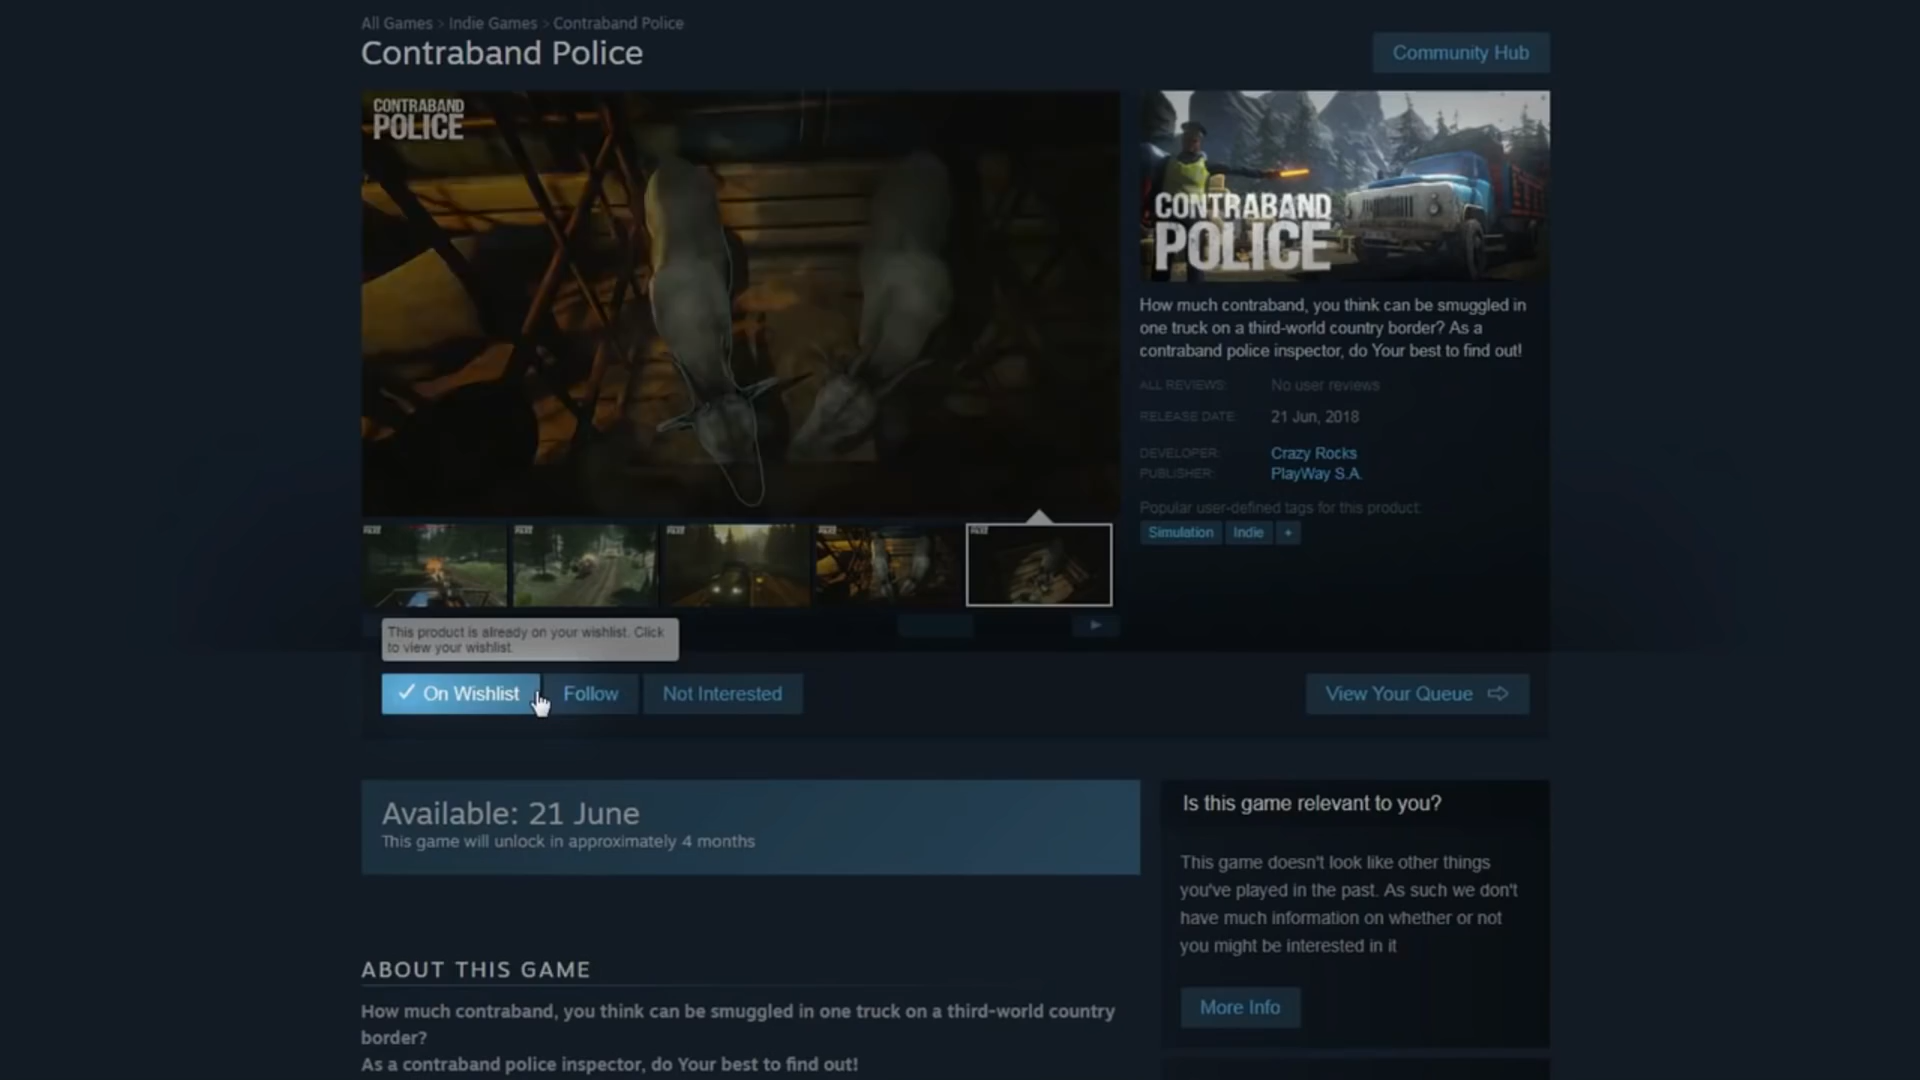 All Games > Indie Games > Contraband Police
Contraband Police
Community Hub
CONTRABAND
POLICE
CONTRABAND
POLICE
How much contraband, you think can be smuggled in
one truck on a third-world country border? As a
contraband police inspector, do Your best to find out!
ALL REVIEWS: No user reviews
RELEASE DATE: 21 Jun, 2018
DEVELOPER: Crazy Rocks
PUBLISHER: PlayWay S.A.
Popular user-defined tags for this product:
Simulation Indie +
This product is already on your wishlist. Click
to view your wishlist.
✓ On Wishlist Follow Not Interested View Your Queue
Available: 21 June
This game will unlock in approximately 4 months
Is this game relevant to you?
This game doesn't look like other things
you've played in the past. As such we don't
have much information on whether or not
you might be interested in it
More Info
ABOUT THIS GAME
How much contraband, you think can be smuggled in one truck on a third-world country
border?
As a contraband police inspector, do Your best to find out!